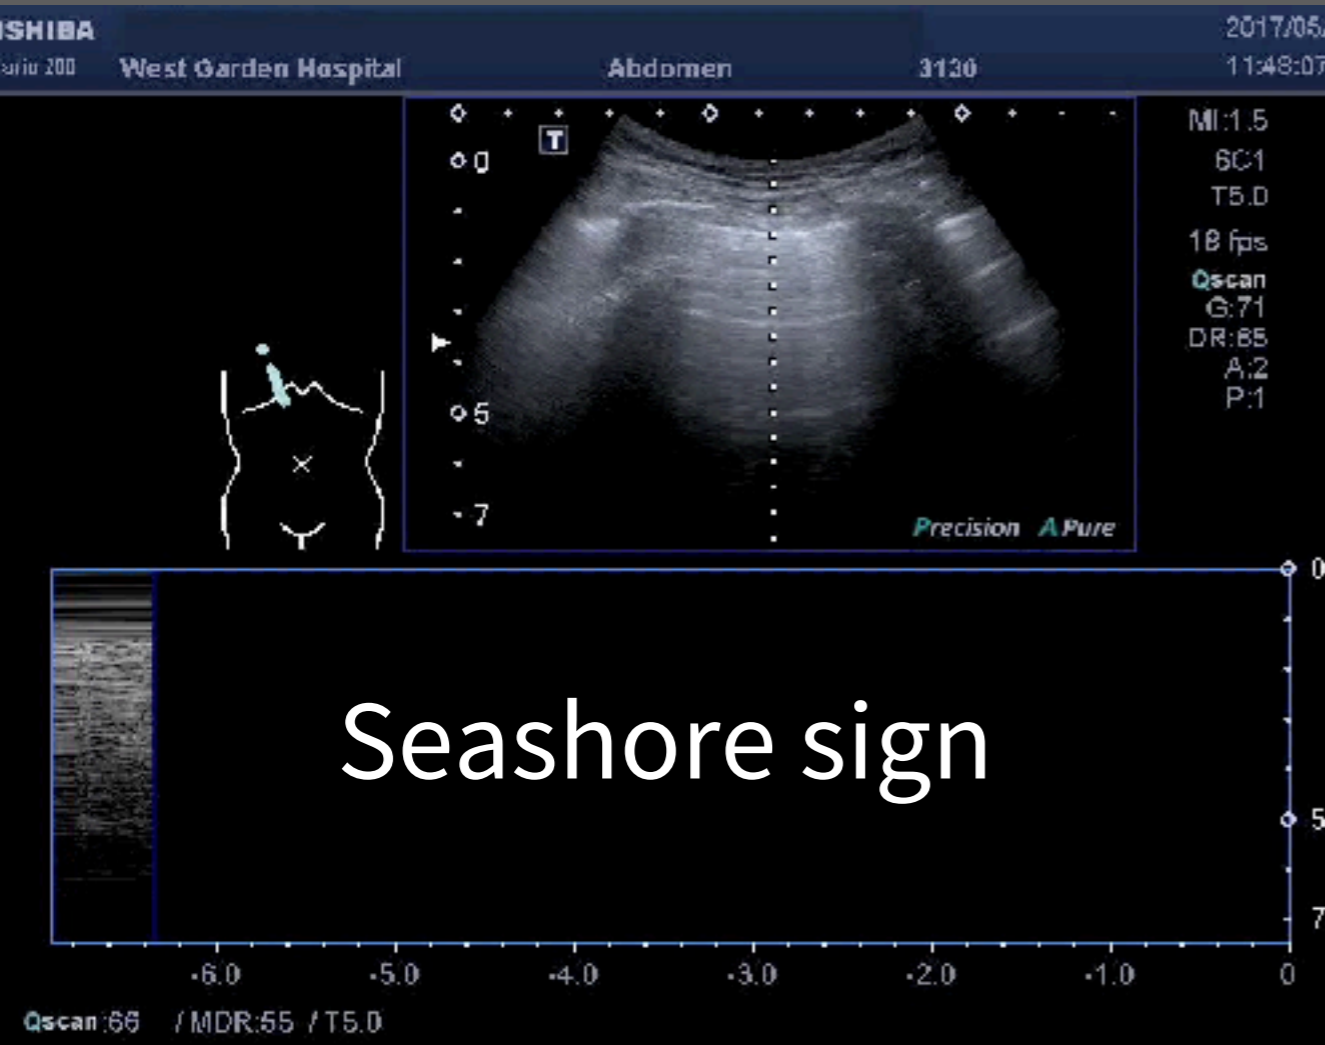 SHIBA 2017/05/
200 West Garden Hospital Abdomen 3130 11:48:07
T
0
5
7
MI:1.5
6C1
T5.0
18 fps
Qscan
G:71
DR:65
A:2
P:1
Precision A Pure
0
5
7
Seashore sign
-6.0 -5.0 -4.0 -3.0 -2.0 -1.0 0
Qscan:66 /MDR:55 /T5.0